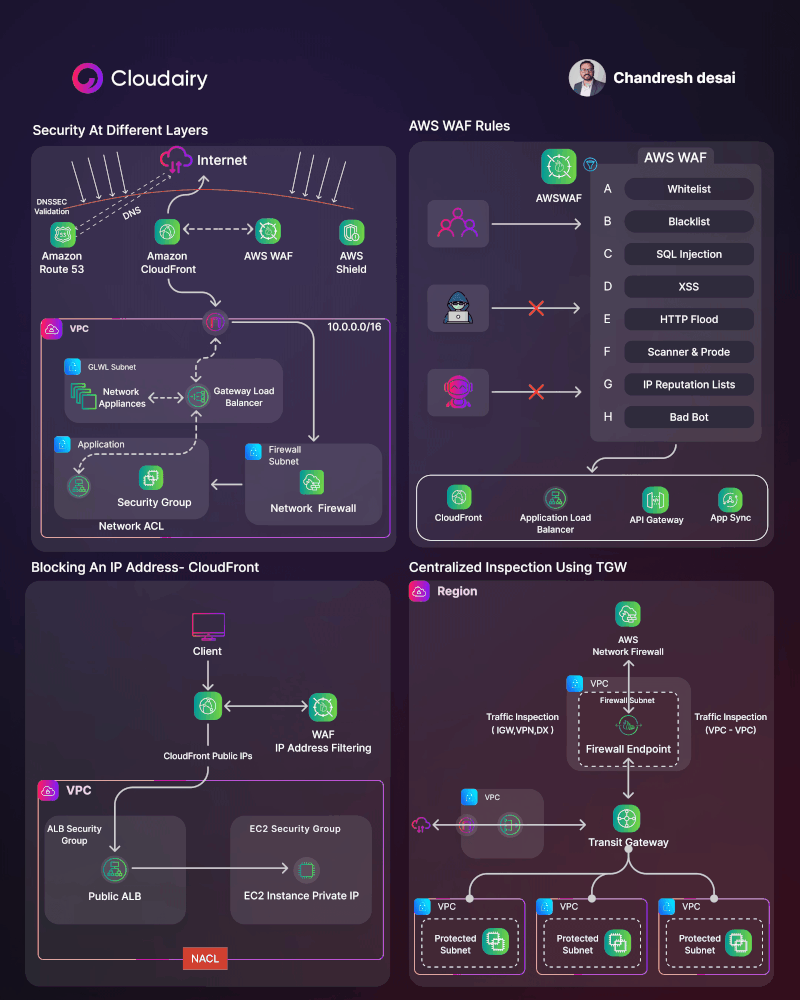 Cloudairy
Chandresh desai
Security At Different Layers
Internet
DNSSEC
Validation
DNS
Amazon
Route 53
Amazon
CloudFront
AWS WAF
AWS
Shield
VPC
10.0.0.0/16
GLWL Subnet
Network
Appliances
Gateway Load
Balancer
Application
Security Group
Network ACL
Firewall
Subnet
Network Firewall
AWS WAF Rules
AWSWAF
AWS WAF
A Whitelist
B Blacklist
C SQL Injection
D XSS
E HTTP Flood
F Scanner & Prode
G IP Reputation Lists
H Bad Bot
CloudFront
Application Load
Balancer
API Gateway
App Sync
Blocking An IP Address- CloudFront
Client
WAF
IP Address Filtering
CloudFront Public IPs
VPC
ALB Security
Group
Public ALB
EC2 Security Group
EC2 Instance Private IP
NACL
Centralized Inspection Using TGW
Region
AWS
Network Firewall
VPC
Firewall Subnet
Firewall Endpoint
Traffic Inspection
( IGW,VPN,DX )
Traffic Inspection
(VPC - VPC)
VPC
Transit Gateway
VPC
Protected
Subnet
VPC
Protected
Subnet
VPC
Protected
Subnet